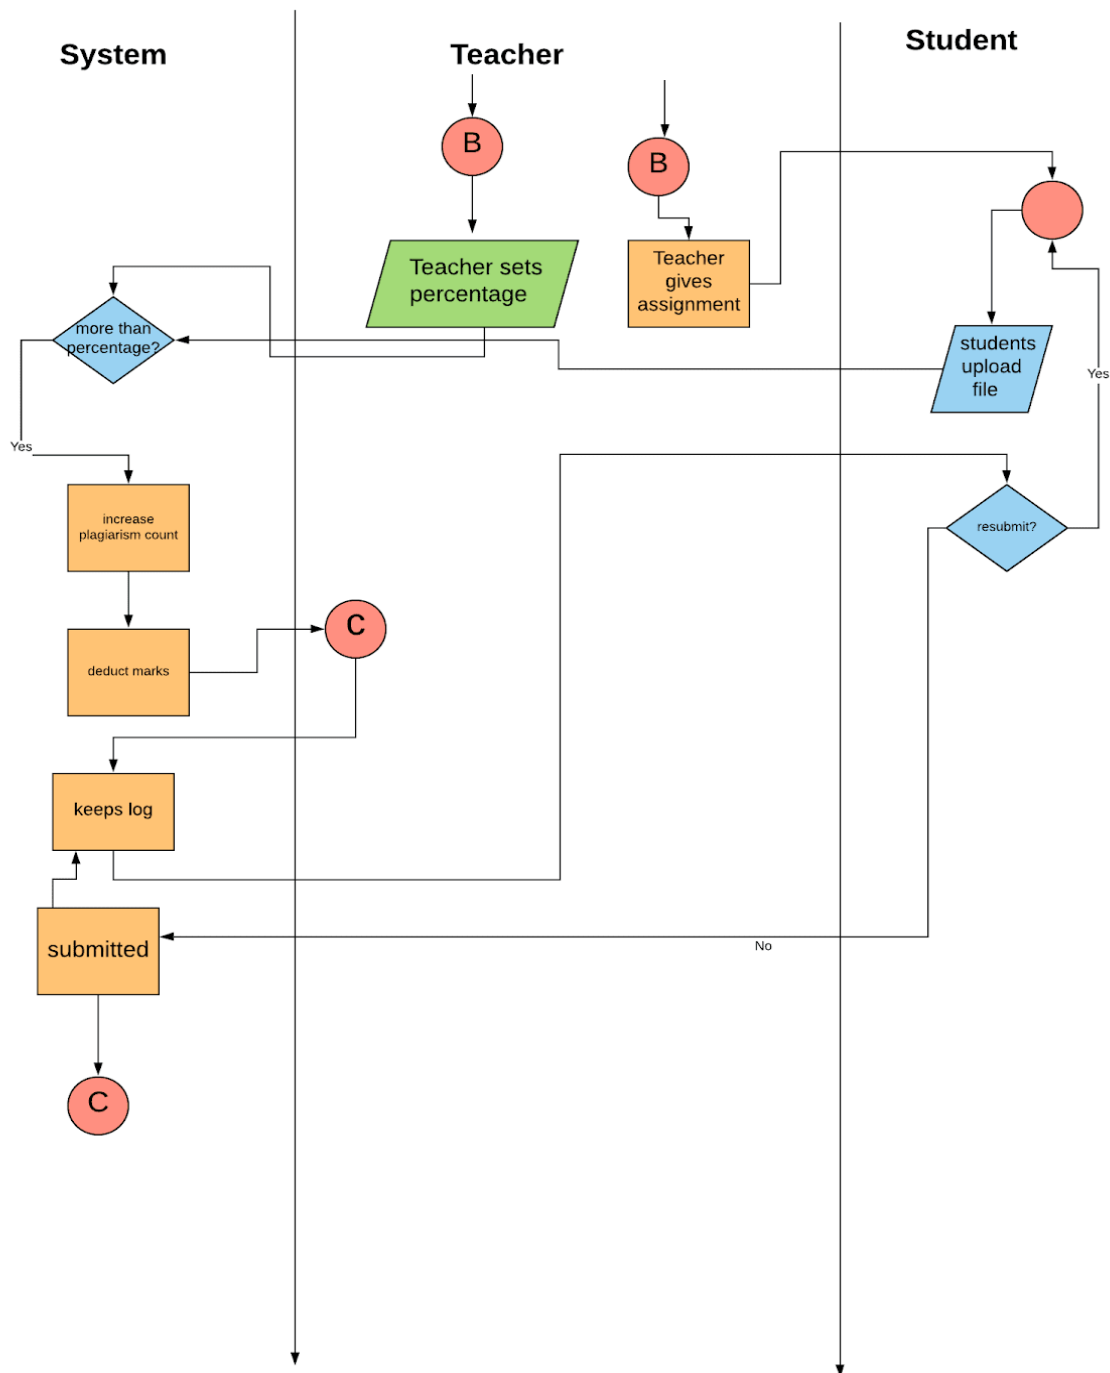 System
Teacher
Student
B
B
Teacher sets
percentage
Teacher
gives
assignment
more than
percentage?
students
upload
file
Yes
Yes
increase
plagiarism count
resubmit?
C
deduct marks
keeps log
submitted
No
C